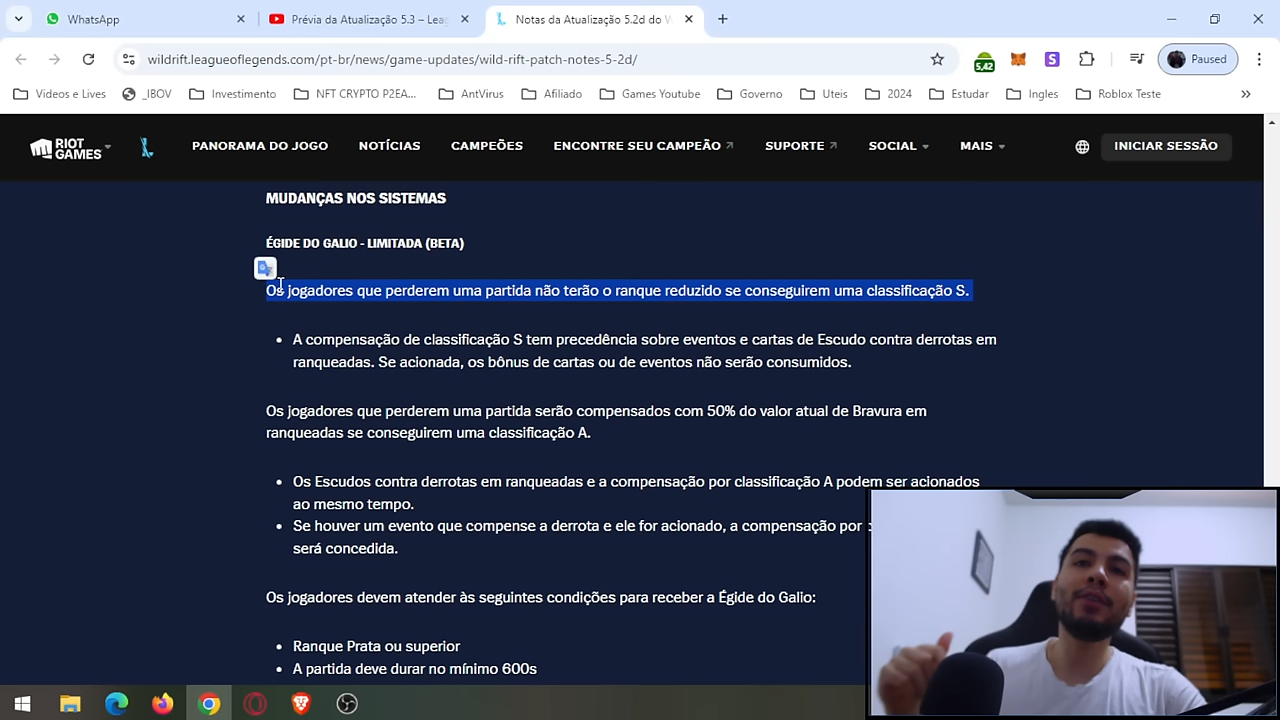 WhatsApp
Prévia da Atualização 5.3 – Lea
Notas da Atualização 5.2d do W
wildrift.leagueoflegends.com/pt-br/news/game-updates/wild-rift-patch-notes-5-2d/
5,42
S
Paused
Videos e Lives
_IBOV
Investimento
NFT CRYPTO P2EA...
AntVirus
Afiliado
Games Youtube
Governo
Uteis
2024
Estudar
Ingles
Roblox Teste
RIOT GAMES
PANORAMA DO JOGO
NOTÍCIAS
CAMPEÕES
ENCONTRE SEU CAMPEÃO
SUPORTE
SOCIAL
MAIS
INICIAR SESSÃO
MUDANÇAS NOS SISTEMAS
ÉGIDE DO GALIO - LIMITADA (BETA)
Os jogadores que perderem uma partida não terão o ranque reduzido se conseguirem uma classificação S.
A compensação de classificação S tem precedência sobre eventos e cartas de Escudo contra derrotas em
ranqueadas. Se acionada, os bônus de cartas ou de eventos não serão consumidos.
Os jogadores que perderem uma partida serão compensados com 50% do valor atual de Bravura em
ranqueadas se conseguirem uma classificação A.
Os Escudos contra derrotas em ranqueadas e a compensação por classificação A podem ser acionados
ao mesmo tempo.
Se houver um evento que compense a derrota e ele for acionado, a compensação por
será concedida.
Os jogadores devem atender às seguintes condições para receber a Égide do Galio:
Ranque Prata ou superior
A partida deve durar no mínimo 600s